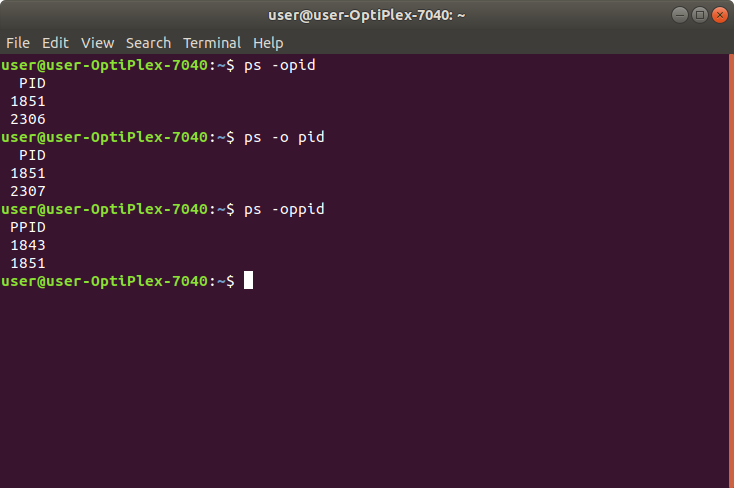 user@user-OptiPlex-7040: ~
File Edit View Search Terminal Help
user@user-OptiPlex-7040:~$ ps -opid
  PID
 1851
 2306
user@user-OptiPlex-7040:~$ ps -o pid
  PID
 1851
 2307
user@user-OptiPlex-7040:~$ ps -oppid
 PPID
 1843
 1851
user@user-OptiPlex-7040:~$